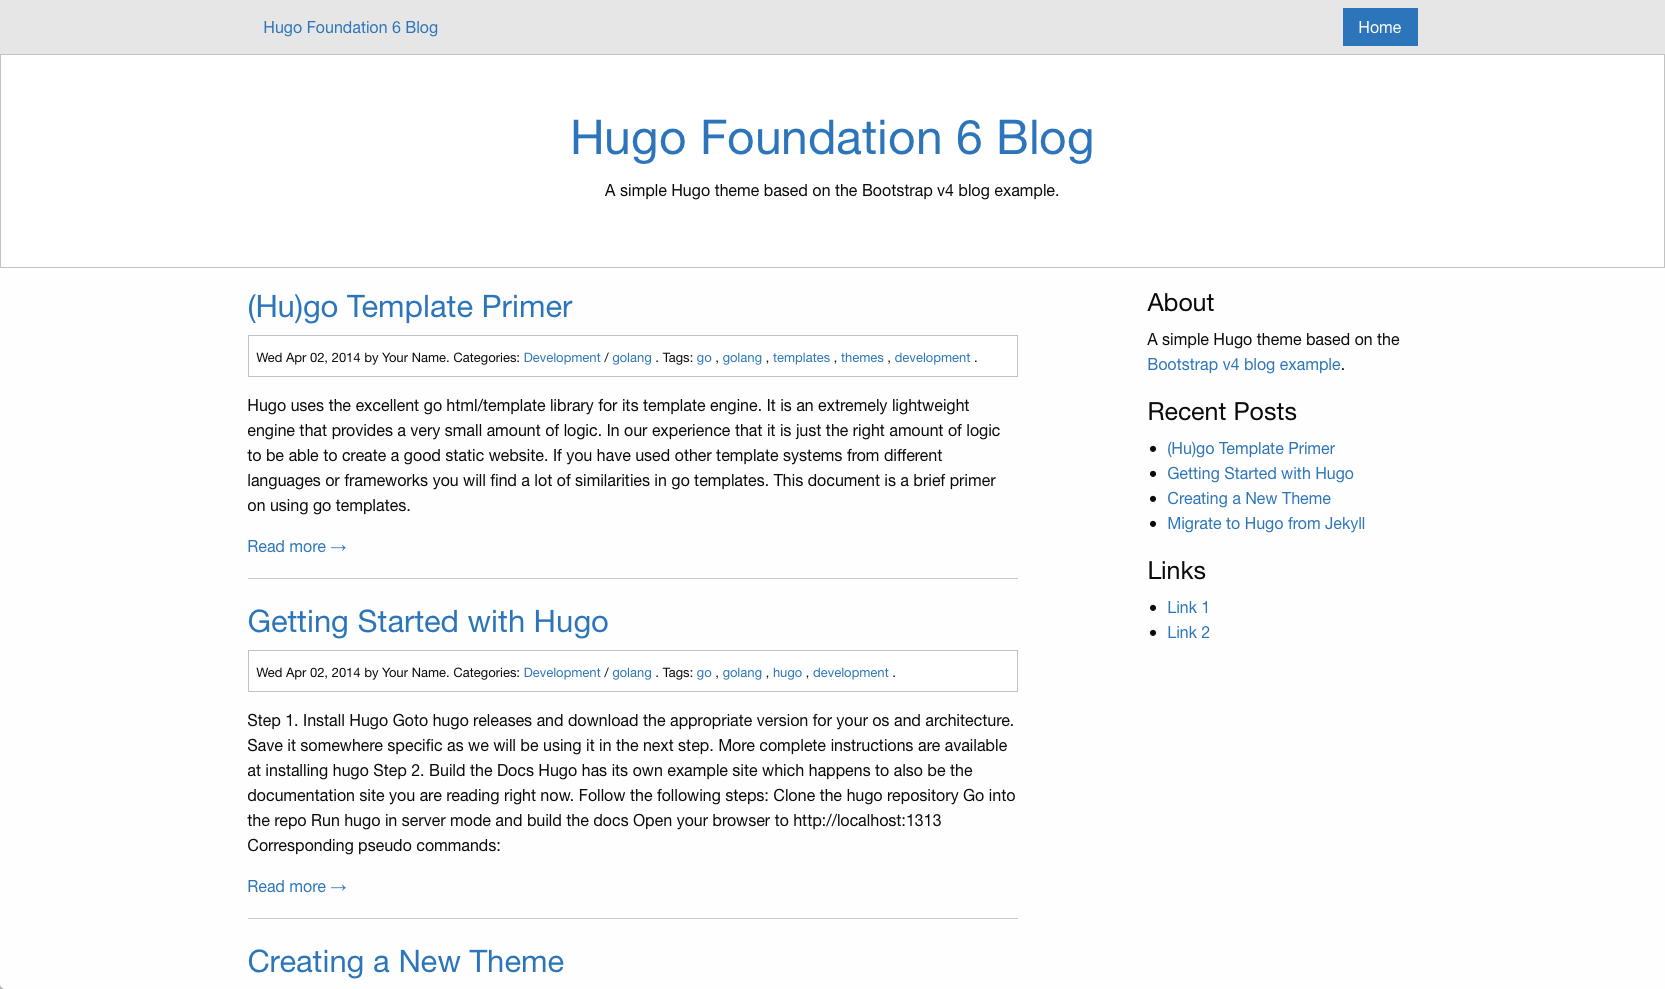 Hugo Foundation 6 Blog
Home
Hugo Foundation 6 Blog
A simple Hugo theme based on the Bootstrap v4 blog example.
(Hu)go Template Primer
Wed Apr 02, 2014 by Your Name. Categories: Development / golang . Tags: go , golang , templates , themes , development .
Hugo uses the excellent go html/template library for its template engine. It is an extremely lightweight
engine that provides a very small amount of logic. In our experience that it is just the right amount of logic
to be able to create a good static website. If you have used other template systems from different
languages or frameworks you will find a lot of similarities in go templates. This document is a brief primer
on using go templates.
Read more →
Getting Started with Hugo
Wed Apr 02, 2014 by Your Name. Categories: Development / golang . Tags: go , golang , hugo , development .
Step 1. Install Hugo Goto hugo releases and download the appropriate version for your os and architecture.
Save it somewhere specific as we will be using it in the next step. More complete instructions are available
at installing hugo Step 2. Build the Docs Hugo has its own example site which happens to also be the
documentation site you are reading right now. Follow the following steps: Clone the hugo repository Go into
the repo Run hugo in server mode and build the docs Open your browser to http://localhost:1313
Corresponding pseudo commands:
Read more →
Creating a New Theme
About
A simple Hugo theme based on the
Bootstrap v4 blog example.
Recent Posts
(Hu)go Template Primer
Getting Started with Hugo
Creating a New Theme
Migrate to Hugo from Jekyll
Links
Link 1
Link 2